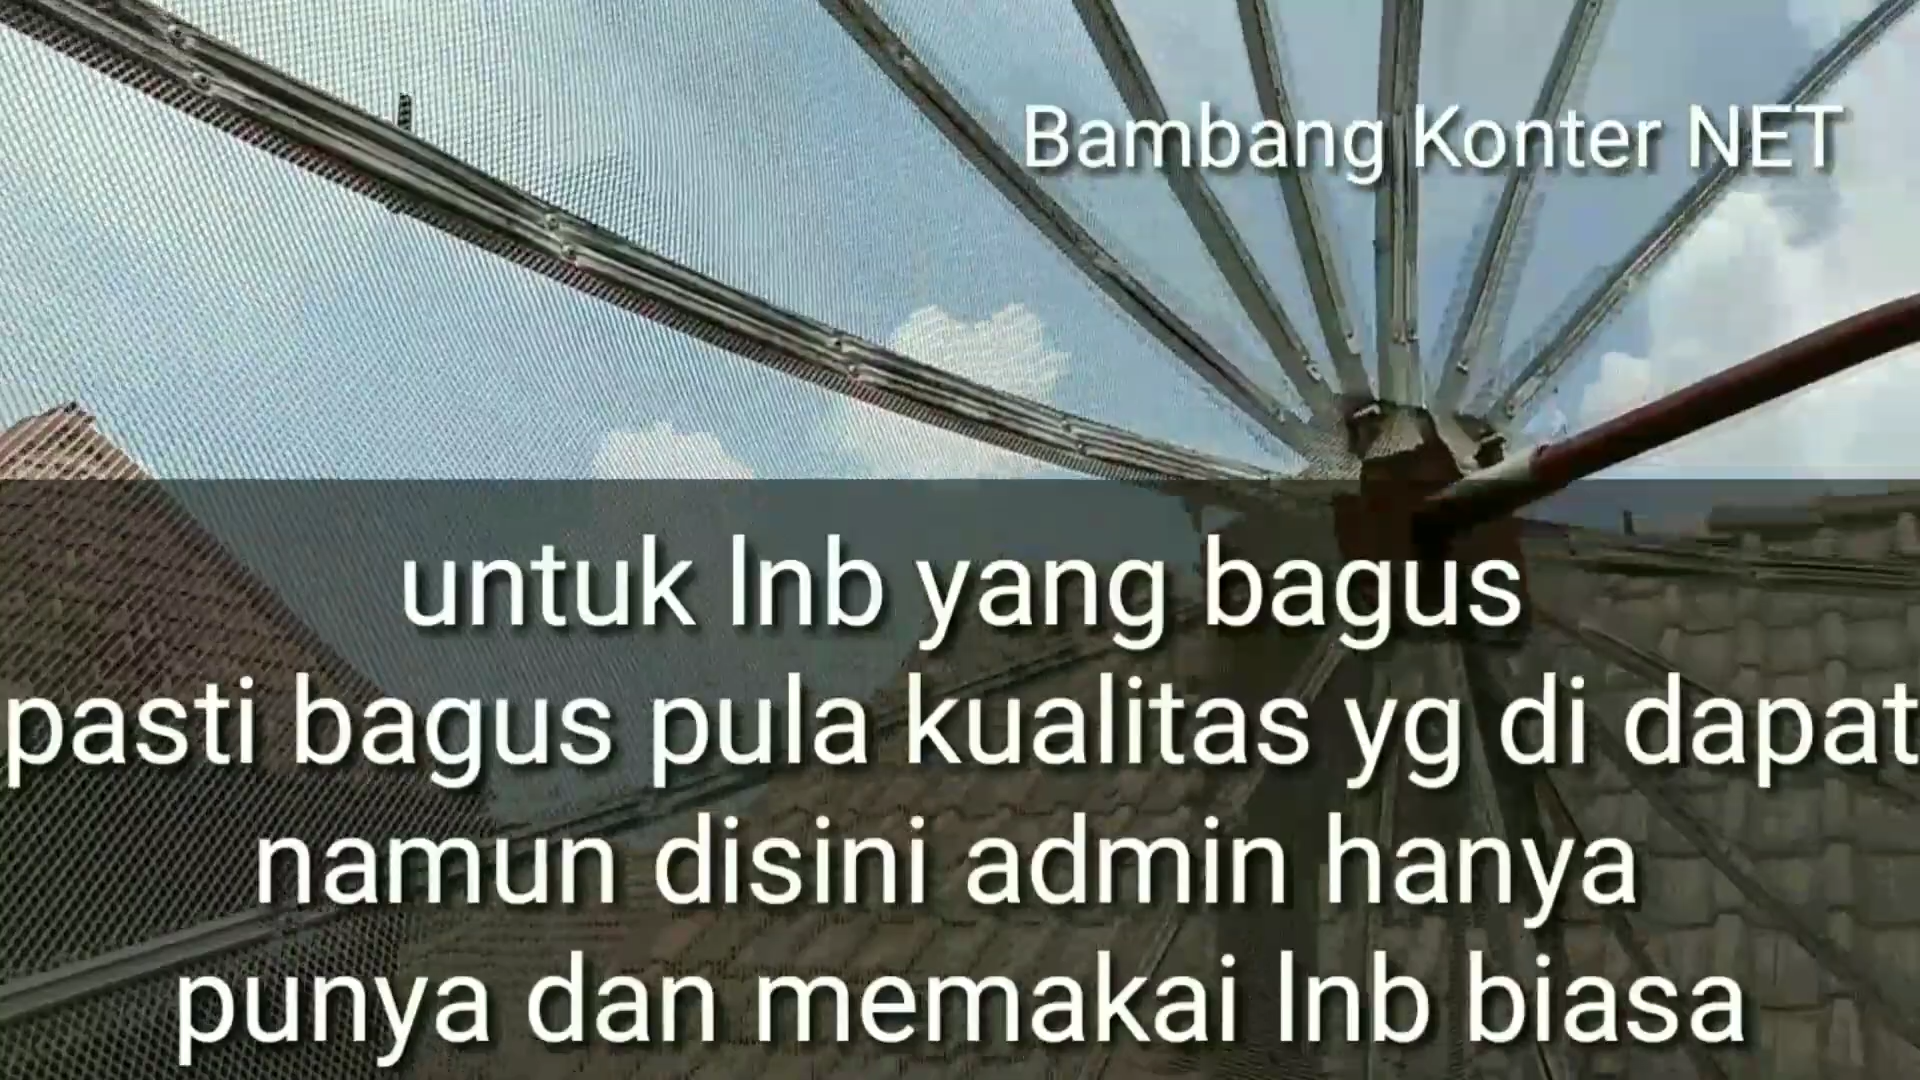 Bambang Konter NET
untuk lnb yang bagus
pasti bagus pula kualitas yg di dapat
namun disini admin hanya
punya dan memakai lnb biasa